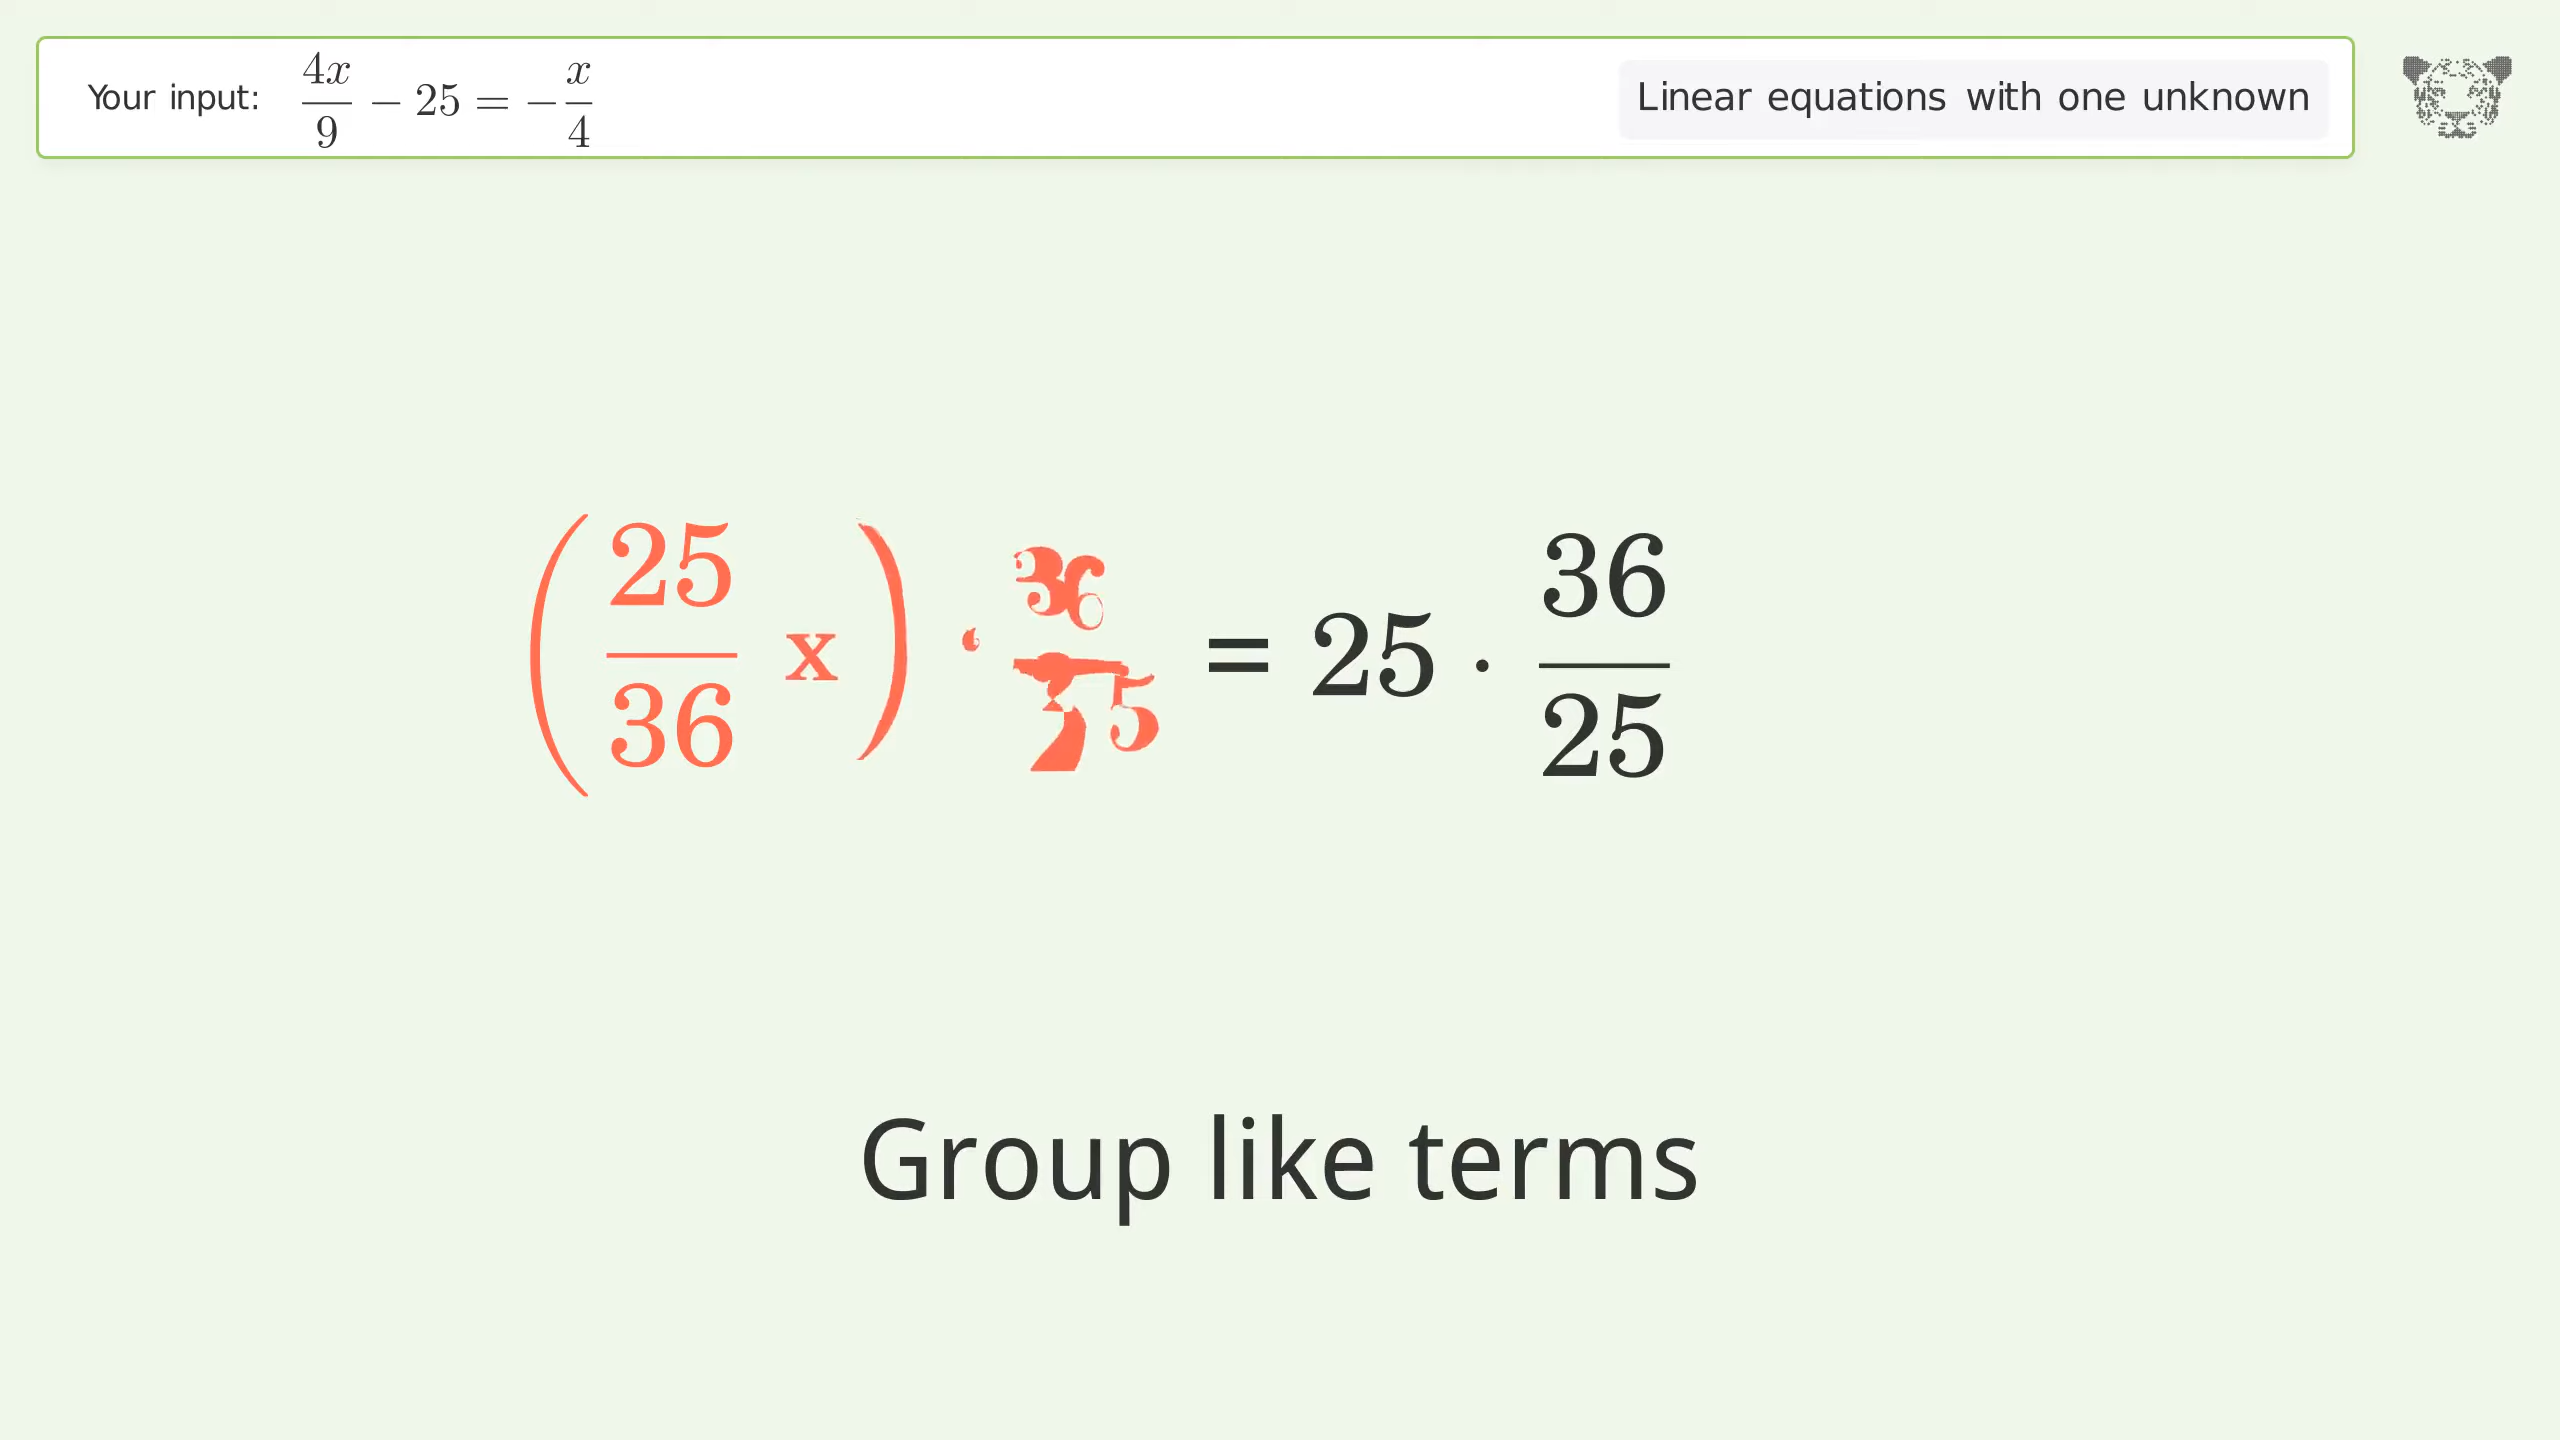 Your input: 4x/9 − 25 = −x/4
Linear equations with one unknown
(25/36 x) · 36/25 = 25 · 36/25
Group like terms